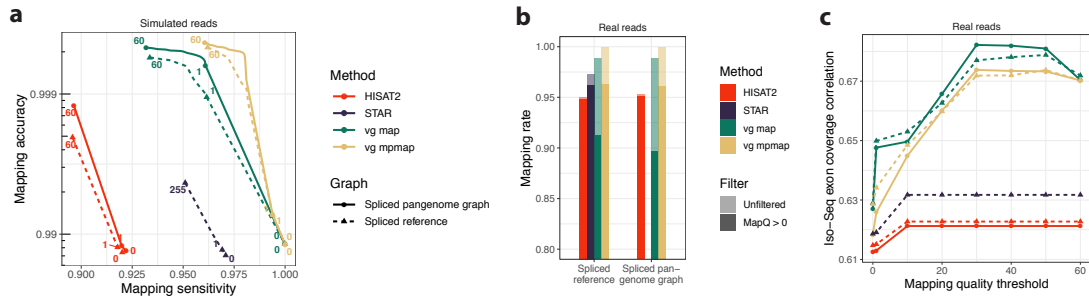 a
Simulated reads
Mapping accuracy
0.999
0.99
60
60
60
60
60
60
1
1
255
1
1
1
0
0
1
0
1
0
0
0.900
0.925
0.950
0.975
1.000
Mapping sensitivity
Method
HISAT2
STAR
vg map
vg mpmap
Graph
Spliced pangenome graph
Spliced reference
b
Real reads
Mapping rate
1.00
0.95
0.90
0.85
0.80
Spliced
reference
Spliced pan-
genome graph
Method
HISAT2
STAR
vg map
vg mpmap
Filter
Unfiltered
MapQ > 0
c
Real reads
Iso-Seq exon coverage correlation
0.67
0.65
0.63
0.61
0
10
20
30
40
50
60
Mapping quality threshold